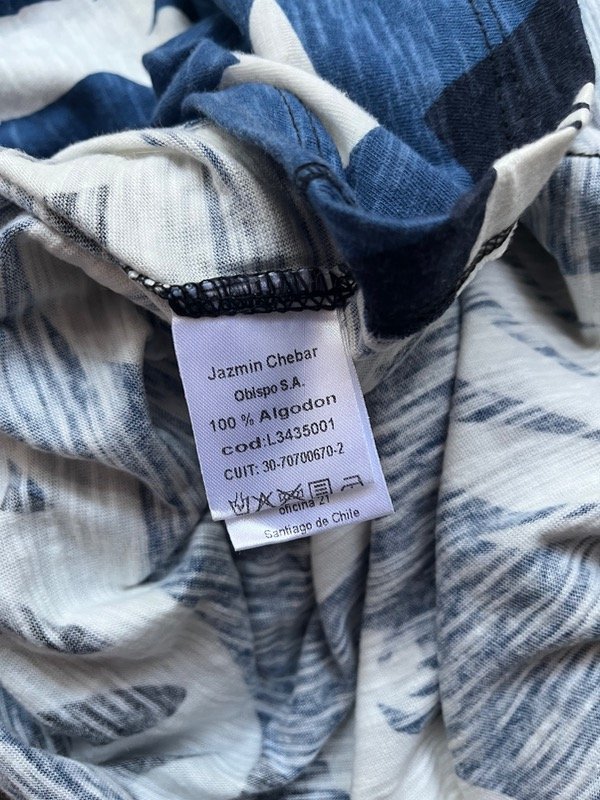 Jazmin Chebar
Obispo S.A.
100 % Algodon
cod:L3435001
CUIT: 30-70700670-2
oficina 21
Santiago de Chile